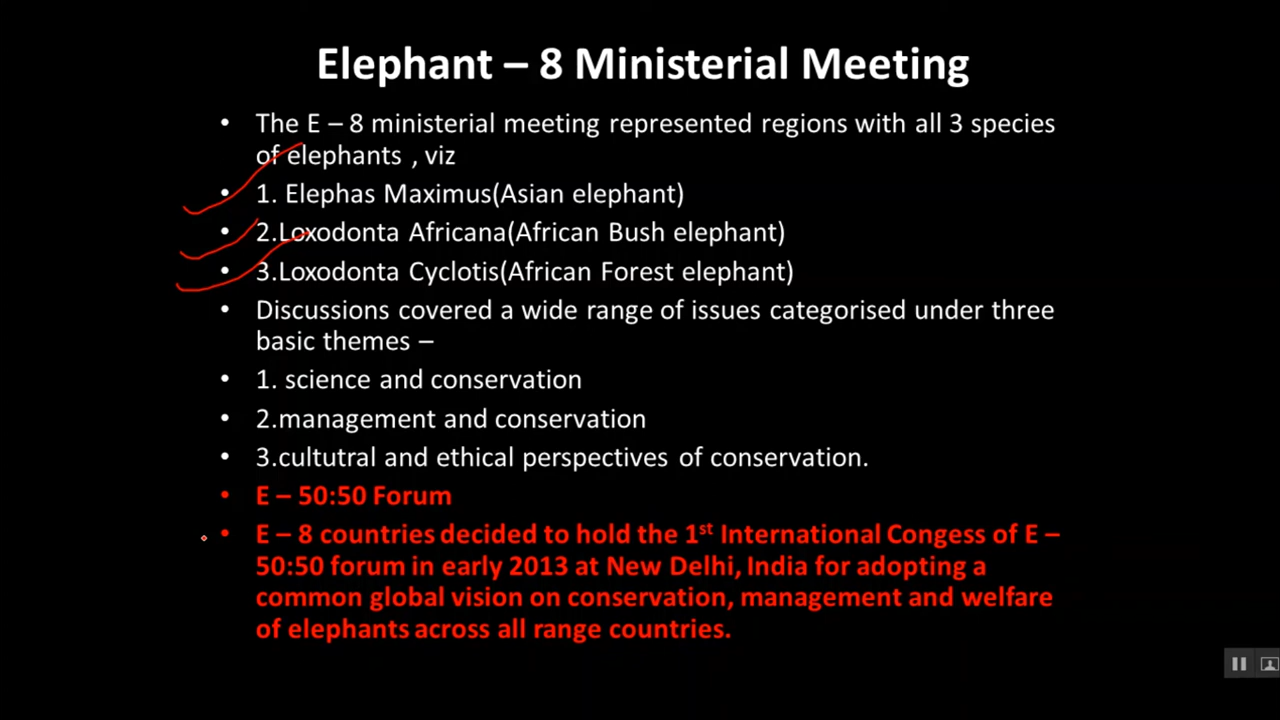 Elephant – 8 Ministerial Meeting
• The E – 8 ministerial meeting represented regions with all 3 species
of elephants , viz
• 1. Elephas Maximus(Asian elephant)
• 2.Loxodonta Africana(African Bush elephant)
• 3.Loxodonta Cyclotis(African Forest elephant)
• Discussions covered a wide range of issues categorised under three
basic themes –
• 1. science and conservation
• 2.management and conservation
• 3.cultutral and ethical perspectives of conservation.
• E – 50:50 Forum
• E – 8 countries decided to hold the 1st International Congess of E –
50:50 forum in early 2013 at New Delhi, India for adopting a
common global vision on conservation, management and welfare
of elephants across all range countries.